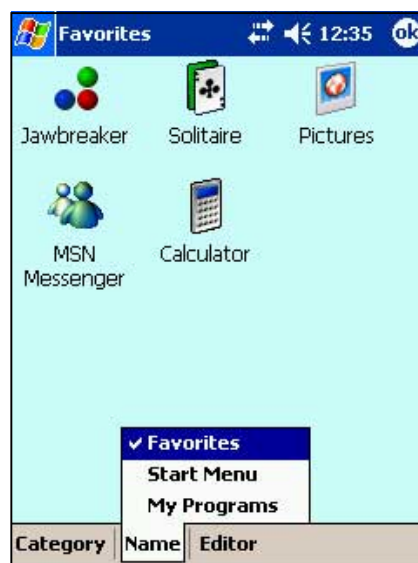 Favorites 12:35 ok
Jawbreaker Solitaire Pictures
MSN
Messenger
Calculator
Favorites
Start Menu
My Programs
Category Name Editor